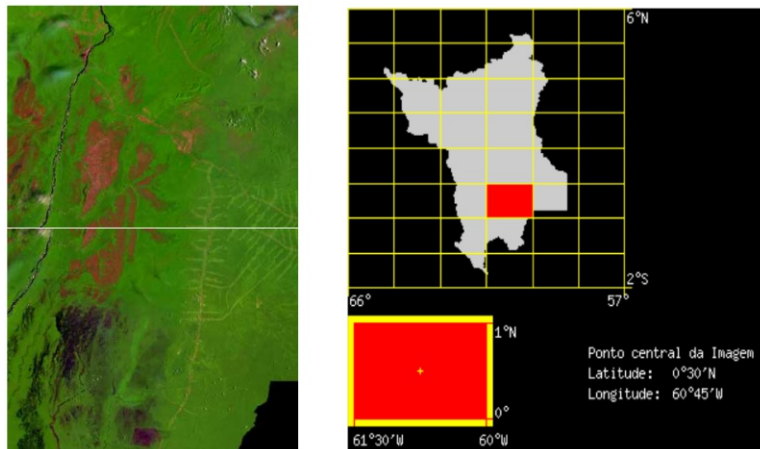 6°N
2°S
66°
57°
1°N
0°
61°30'W
60°W
Ponto central da Imagem
Latitude: 0°30'N
Longitude: 60°45'W